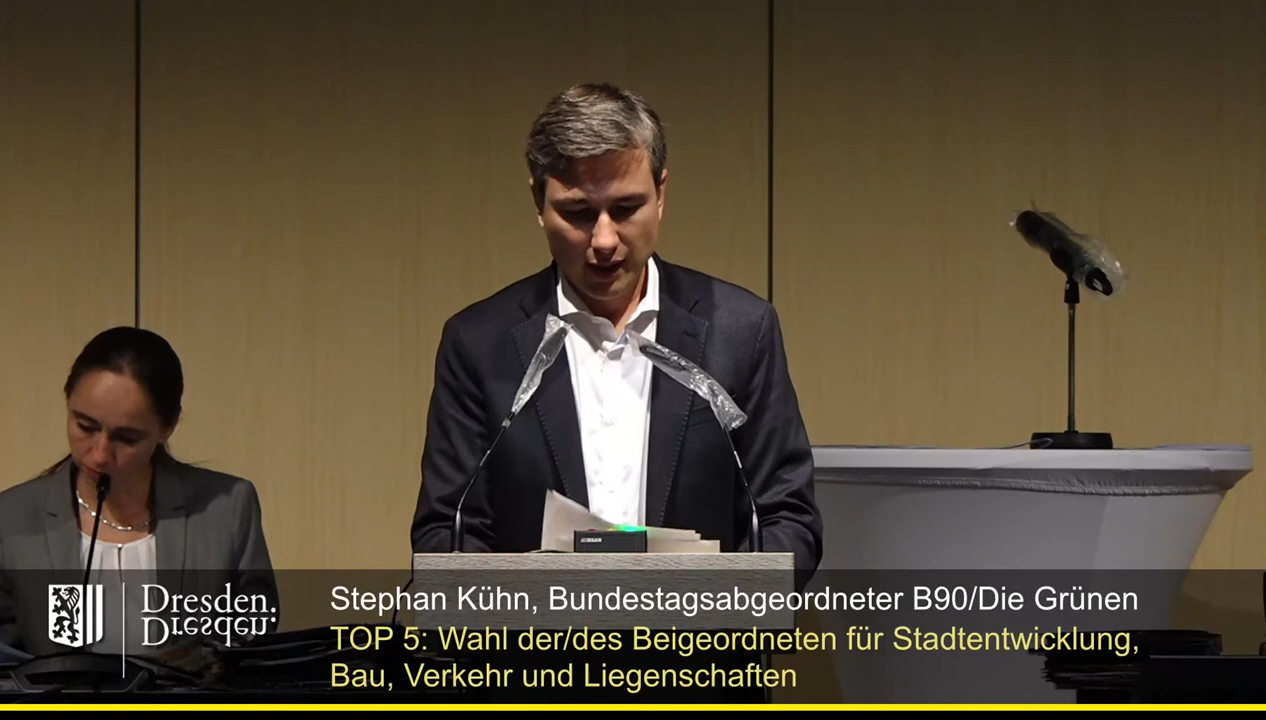 Dresden.
Dresden.
Stephan Kühn, Bundestagsabgeordneter B90/Die Grünen
TOP 5: Wahl der/des Beigeordneten für Stadtentwicklung,
Bau, Verkehr und Liegenschaften